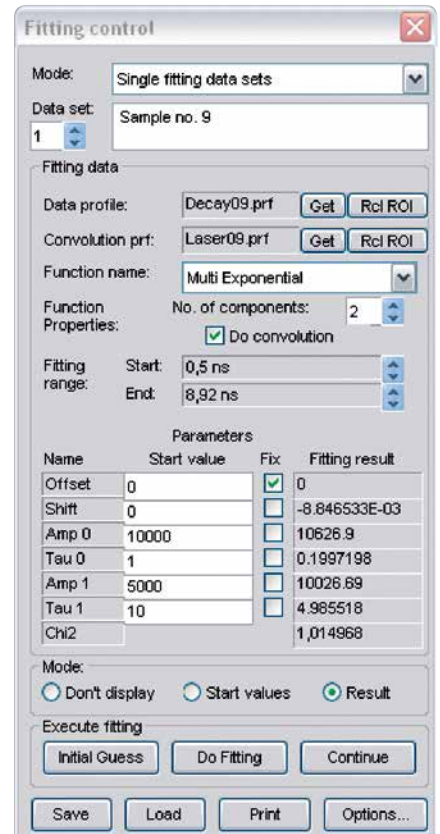 Fitting control
Mode: Single fitting data sets
Data set: Sample no. 9
1
Fitting data
Data profile: Decay09.prf Get Rcl ROI
Convolution prf: Laser09.prf Get Rcl ROI
Function name: Multi Exponential
Function Properties: No. of components: 2
Do convolution
Fitting range: Start: 0,5 ns
End: 8,92 ns
Parameters
Name Start value Fix Fitting result
Offset 0 0
Shift 0 -8.846533E-03
Amp 0 10000 10626.9
Tau 0 1 0.1997198
Amp 1 5000 10026.69
Tau 1 10 4.985518
Chi2 1,014968
Mode:
Don't display Start values Result
Execute fitting
Initial Guess Do Fitting Continue
Save Load Print Options...